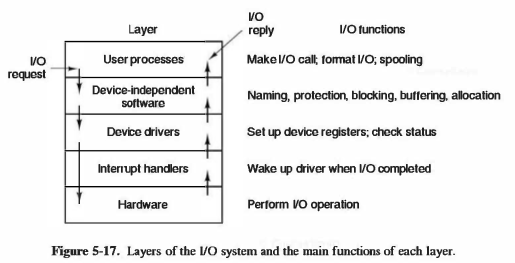 Layer
I/O
reply
I/O functions
I/O
request
User processes
Make I/O call; format I/O; spooling
Device-independent
software
Naming, protection, blocking, buffering, allocation
Device drivers
Set up device registers; check status
Interrupt handlers
Wake up driver when I/O completed
Hardware
Perform I/O operation
Figure 5-17. Layers of the I/O system and the main functions of each layer.